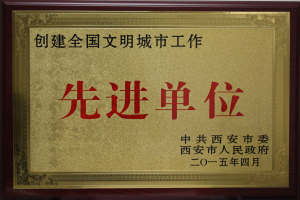 创建全国文明城市工作
先进单位
中共西安市委
西安市人民政府
二〇一五年四月